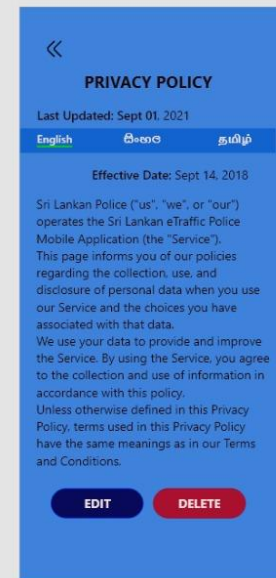 PRIVACY POLICY
Last Updated: Sept 01, 2021
English සිංහල தமிழ்
Effective Date: Sept 14, 2018
Sri Lankan Police ("us", "we", or "our")
operates the Sri Lankan eTraffic Police
Mobile Application (the "Service").
This page informs you of our policies
regarding the collection, use, and
disclosure of personal data when you use
our Service and the choices you have
associated with that data.
We use your data to provide and improve
the Service. By using the Service, you agree
to the collection and use of information in
accordance with this policy.
Unless otherwise defined in this Privacy
Policy, terms used in this Privacy Policy
have the same meanings as in our Terms
and Conditions.
EDIT DELETE